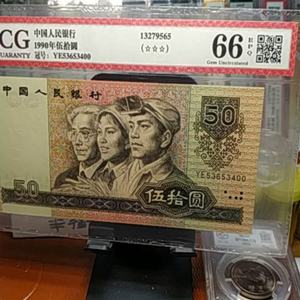 CG
GUARANTY
中国人民银行
1990年伍拾圆
冠号: YE53653400
13279565
(☆☆☆)
66 EPQ
Gem Uncirculated
中国人民银行
50
YE53653400
50
伍拾圆